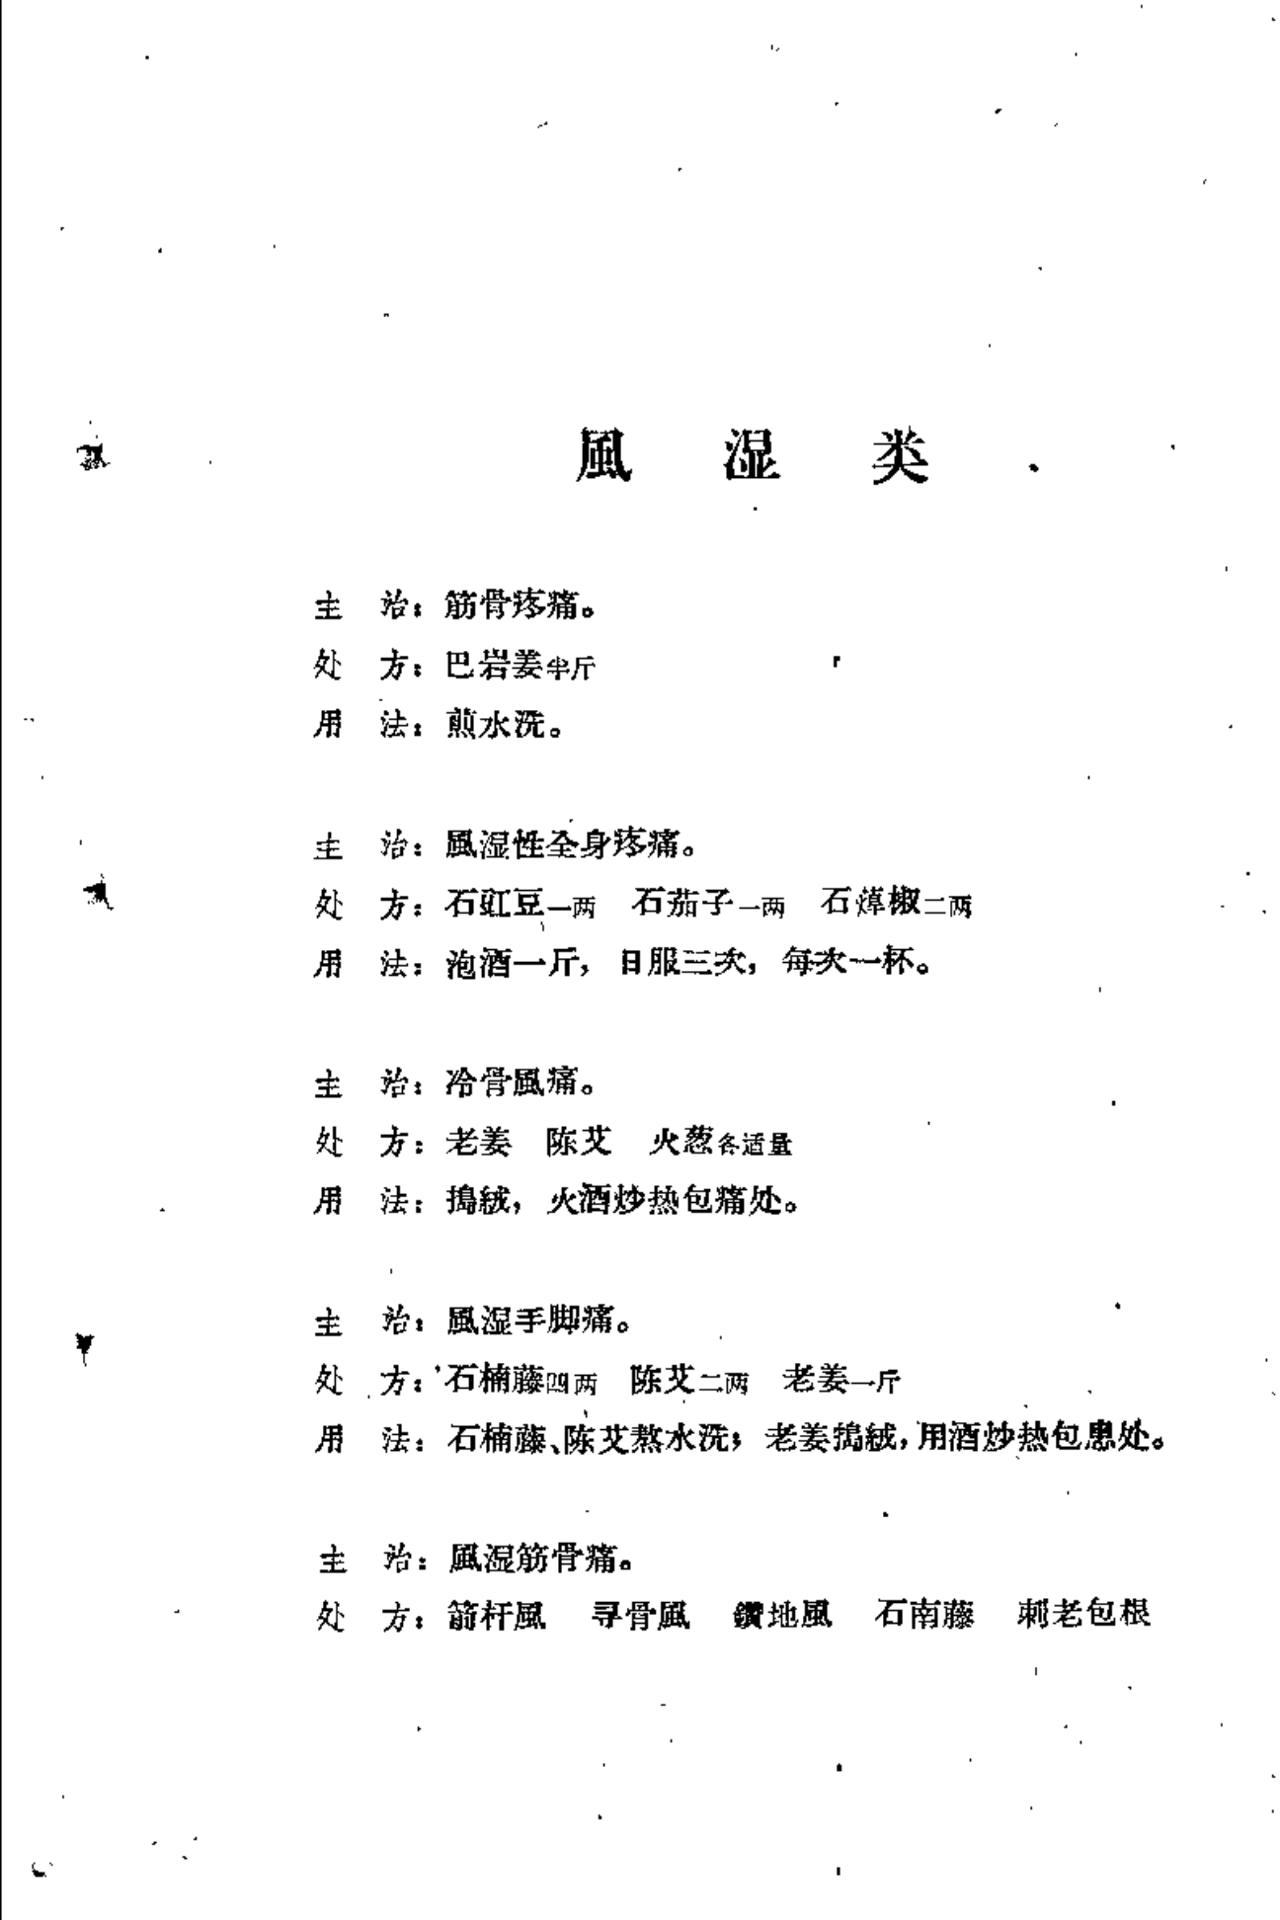 風湿类
主 治：筋骨疼痛。
处 方：巴岩姜半斤
用 法：煎水洗。
主 治：風湿性全身疼痛。
处 方：石豇豆一两 石茄子一两 石薃椒二两
用 法：泡酒一斤，日服三次，每次一杯。
主 治：冷骨風痛。
处 方：老姜 陈艾 火葱各适量
用 法：搗絨，火酒炒热包痛处。
主 治：風湿手脚痛。
处 方：石楠藤四两 陈艾二两 老姜一斤
用 法：石楠藤、陈艾熬水洗；老姜搗絨，用酒炒热包患处。
主 治：風湿筋骨痛。
处 方：箭杆風 寻骨風 鑽地風 石南藤 刺老包根